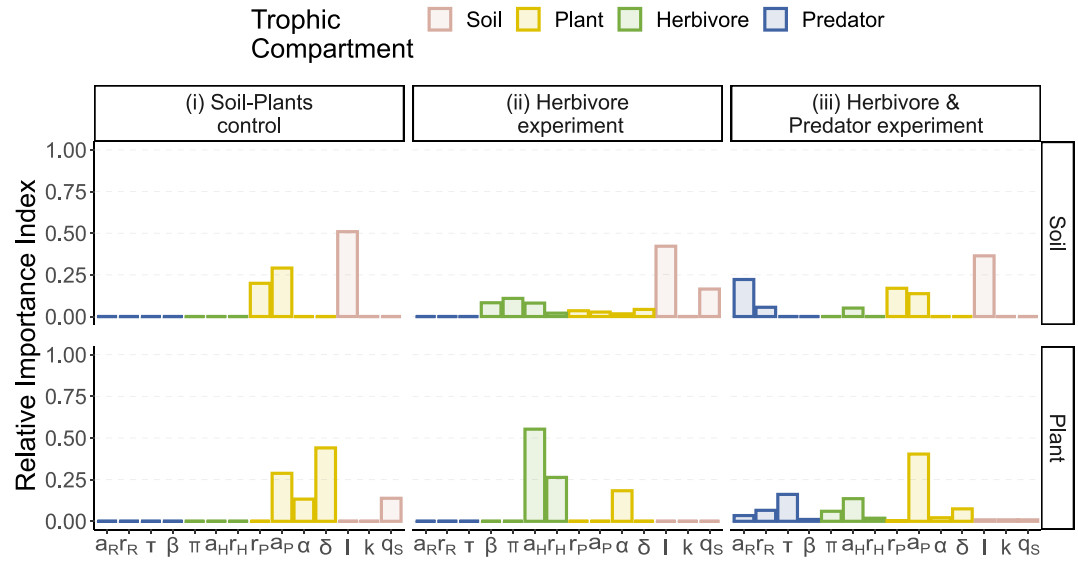 Trophic
Compartment
Soil
Plant
Herbivore
Predator
(i) Soil-Plants
control
(ii) Herbivore
experiment
(iii) Herbivore &
Predator experiment
Relative Importance Index
1.00
0.75
0.50
0.25
0.00
Soil
1.00
0.75
0.50
0.25
0.00
Plant
aR rR τ β π aH rH rP aP α δ I k qS
aR rR τ β π aH rH rP aP α δ I k qS
aR rR τ β π aH rH rP aP α δ I k qS